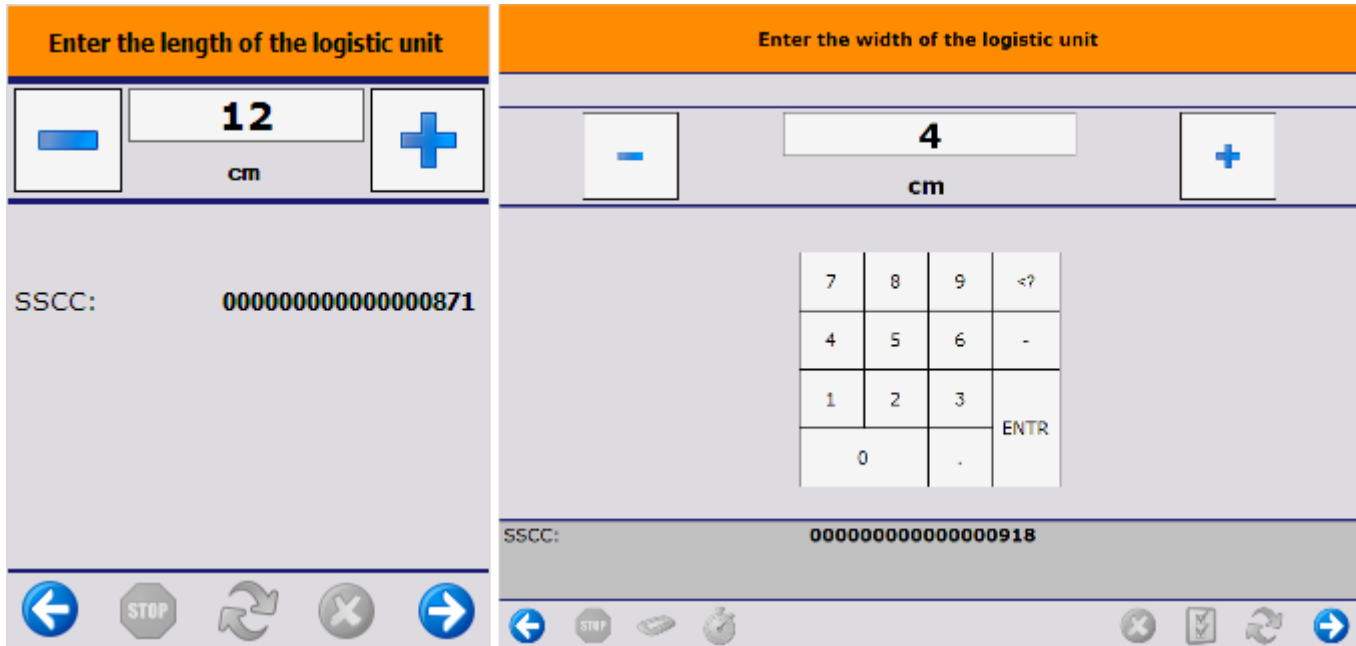 Enter the length of the logistic unit
12
cm
SSCC: 000000000000000871
STOP
Enter the width of the logistic unit
4
cm
7 8 9 <?
4 5 6 -
1 2 3
ENTR
0 .
SSCC: 000000000000000918
STOP